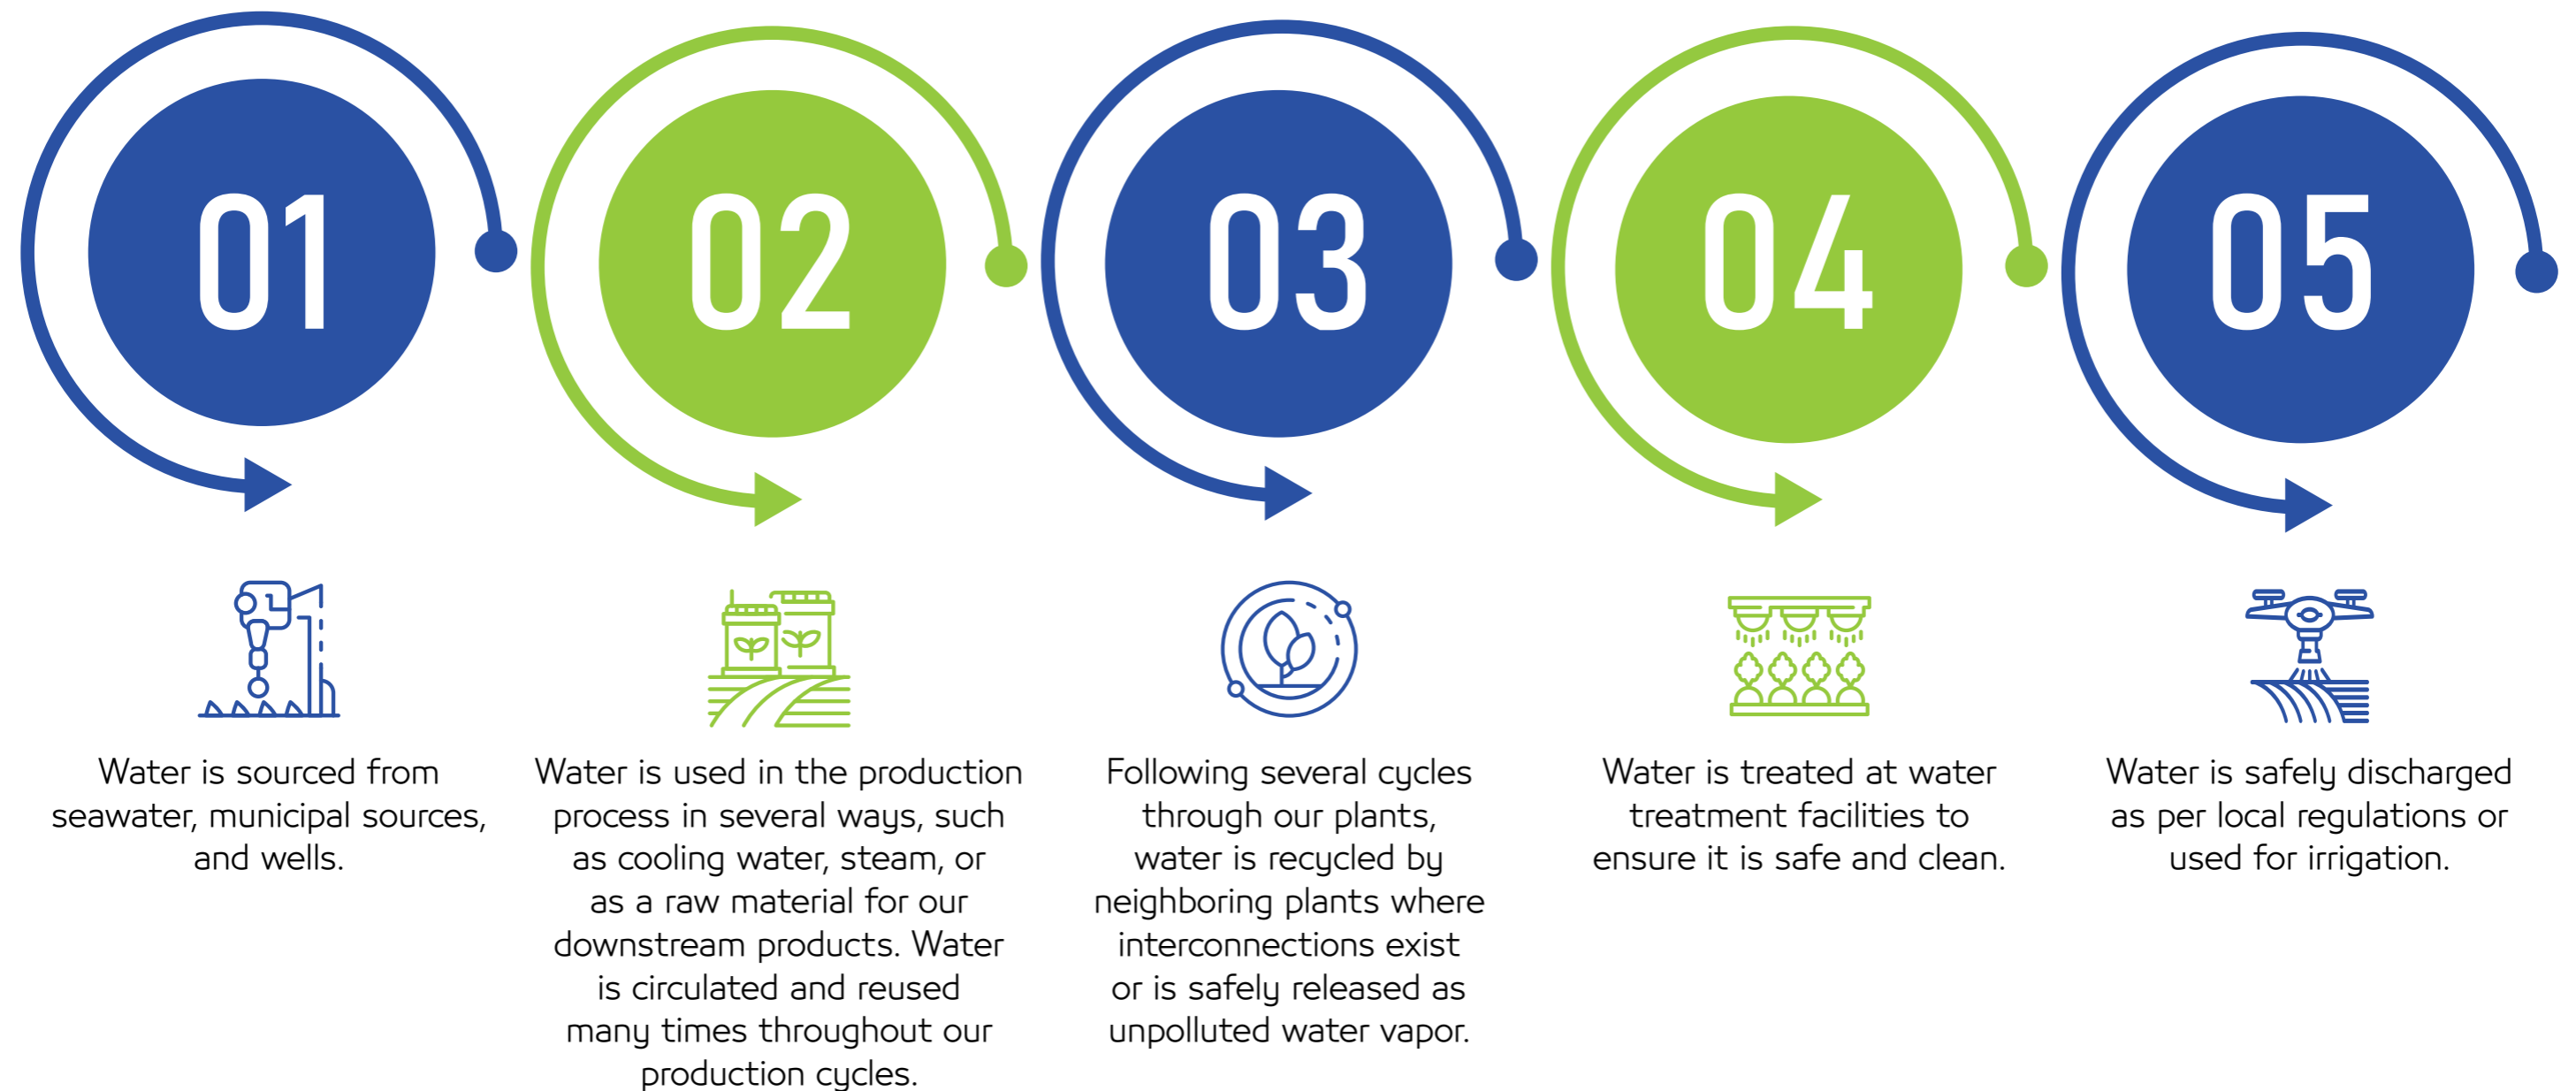 01
02
03
04
05
Water is sourced from
seawater, municipal sources,
and wells.
Water is used in the production
process in several ways, such
as cooling water, steam, or
as a raw material for our
downstream products. Water
is circulated and reused
many times throughout our
production cycles.
Following several cycles
through our plants,
water is recycled by
neighboring plants where
interconnections exist
or is safely released as
unpolluted water vapor.
Water is treated at water
treatment facilities to
ensure it is safe and clean.
Water is safely discharged
as per local regulations or
used for irrigation.